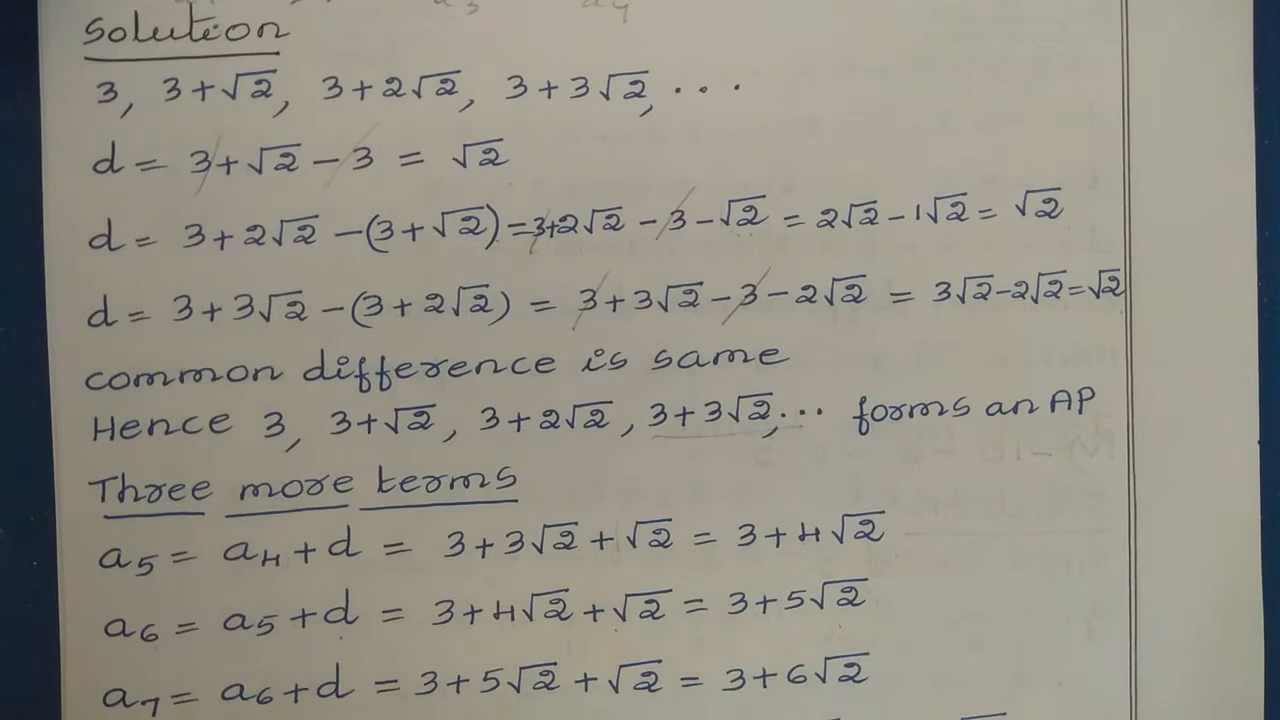 a3 a4
Solution
3, 3+√2, 3+2√2, 3+3√2, ...
d = 3+√2 - 3 = √2
d = 3+2√2 -(3+√2) = 3+2√2 - 3 - √2 = 2√2 - 1√2 = √2
d = 3+3√2 -(3+2√2) = 3+3√2 - 3 - 2√2 = 3√2-2√2=√2
common difference is same
Hence 3, 3+√2, 3+2√2, 3+3√2,... forms an AP
Three more terms
a5 = a4+d = 3+3√2+√2 = 3+4√2
a6 = a5+d = 3+4√2+√2 = 3+5√2
a7 = a6+d = 3+5√2+√2 = 3+6√2